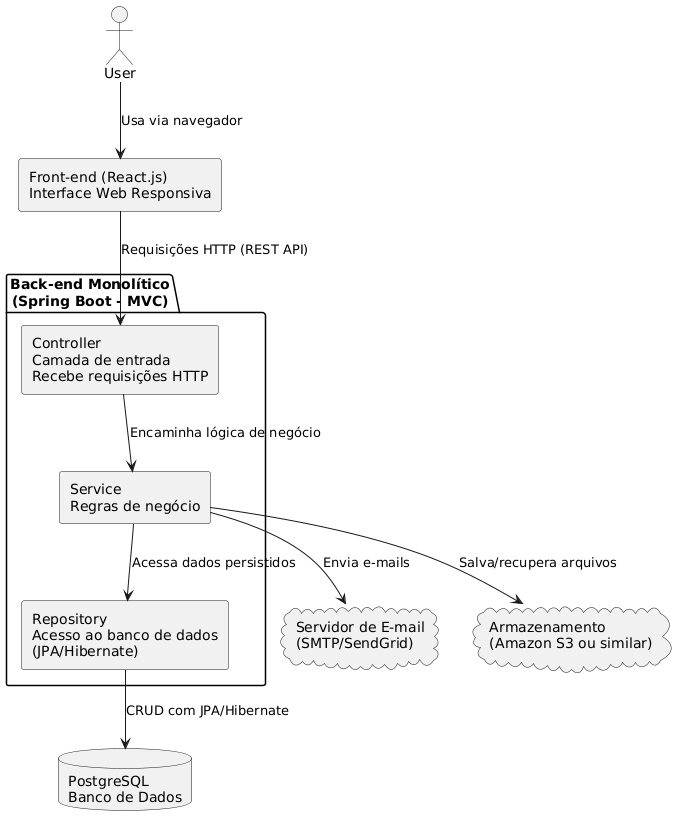 User
Usa via navegador
Front-end (React.js)
Interface Web Responsiva
Requisições HTTP (REST API)
Back-end Monolítico
(Spring Boot - MVC)
Controller
Camada de entrada
Recebe requisições HTTP
Encaminha lógica de negócio
Service
Regras de negócio
Acessa dados persistidos
Envia e-mails
Salva/recupera arquivos
Repository
Acesso ao banco de dados
(JPA/Hibernate)
Servidor de E-mail
(SMTP/SendGrid)
Armazenamento
(Amazon S3 ou similar)
CRUD com JPA/Hibernate
PostgreSQL
Banco de Dados